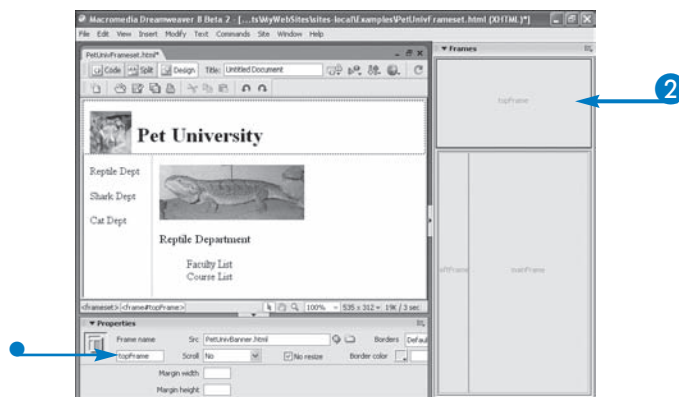 Macromedia Dreamweaver 8 Beta 2 - [...ts\MyWebSites\sites-local\Examples\PetUnivFrameset.html (XHTML)*]
File Edit View Insert Modify Text Commands Site Window Help
PetUnivFrameset.html*
Code Split Design Title: Untitled Document
Pet University
Reptile Dept
Shark Dept
Cat Dept
Reptile Department
Faculty List
Course List
<frameset> <frame#topFrame> 100% 535 x 312 19K / 3 sec
Properties
Frame name Src PetUnivBanner.html Borders Defau
topFrame Scroll No No resize Border color
Margin width
Margin height
Frames
topFrame
2
mainFrame